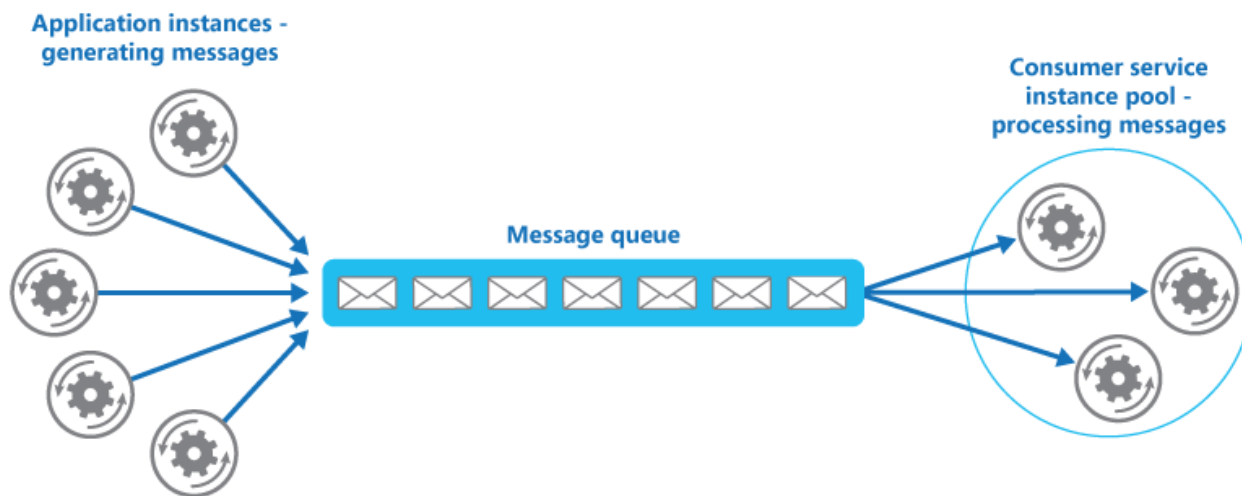 Application instances -
generating messages
Consumer service
instance pool -
processing messages
Message queue